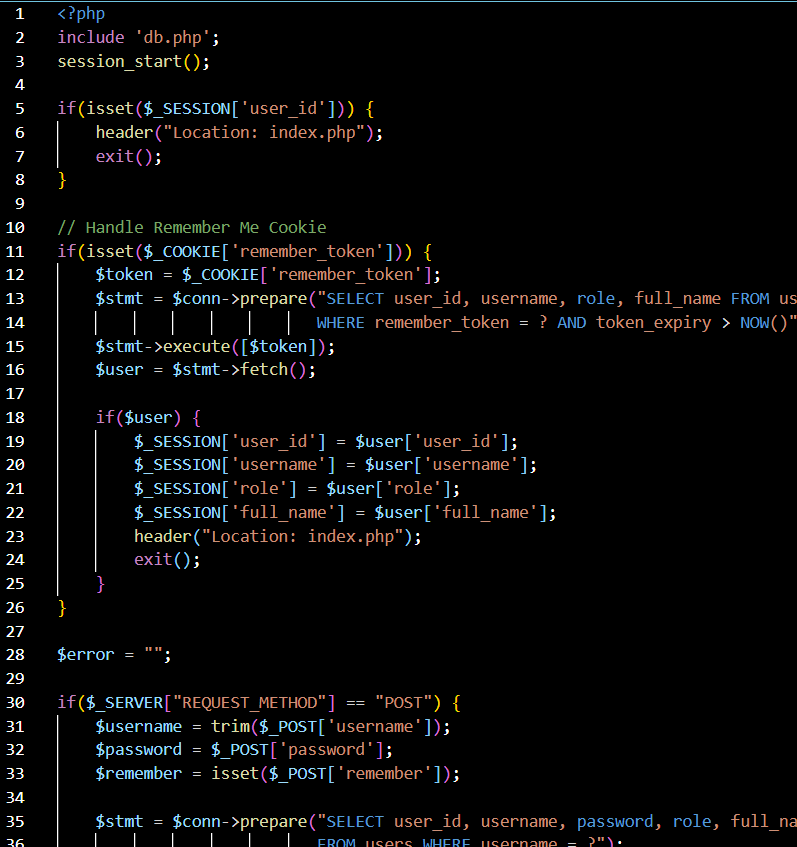 1 <?php
2 include 'db.php';
3 session_start();
4
5 if(isset($_SESSION['user_id'])) {
6 header("Location: index.php");
7 exit();
8 }
9
10 // Handle Remember Me Cookie
11 if(isset($_COOKIE['remember_token'])) {
12 $token = $_COOKIE['remember_token'];
13 $stmt = $conn->prepare("SELECT user_id, username, role, full_name FROM us
14 WHERE remember_token = ? AND token_expiry > NOW()"
15 $stmt->execute([$token]);
16 $user = $stmt->fetch();
17
18 if($user) {
19 $_SESSION['user_id'] = $user['user_id'];
20 $_SESSION['username'] = $user['username'];
21 $_SESSION['role'] = $user['role'];
22 $_SESSION['full_name'] = $user['full_name'];
23 header("Location: index.php");
24 exit();
25 }
26 }
27
28 $error = "";
29
30 if($_SERVER["REQUEST_METHOD"] == "POST") {
31 $username = trim($_POST['username']);
32 $password = $_POST['password'];
33 $remember = isset($_POST['remember']);
34
35 $stmt = $conn->prepare("SELECT user_id, username, password, role, full_na
36 FROM users WHERE username = ?");